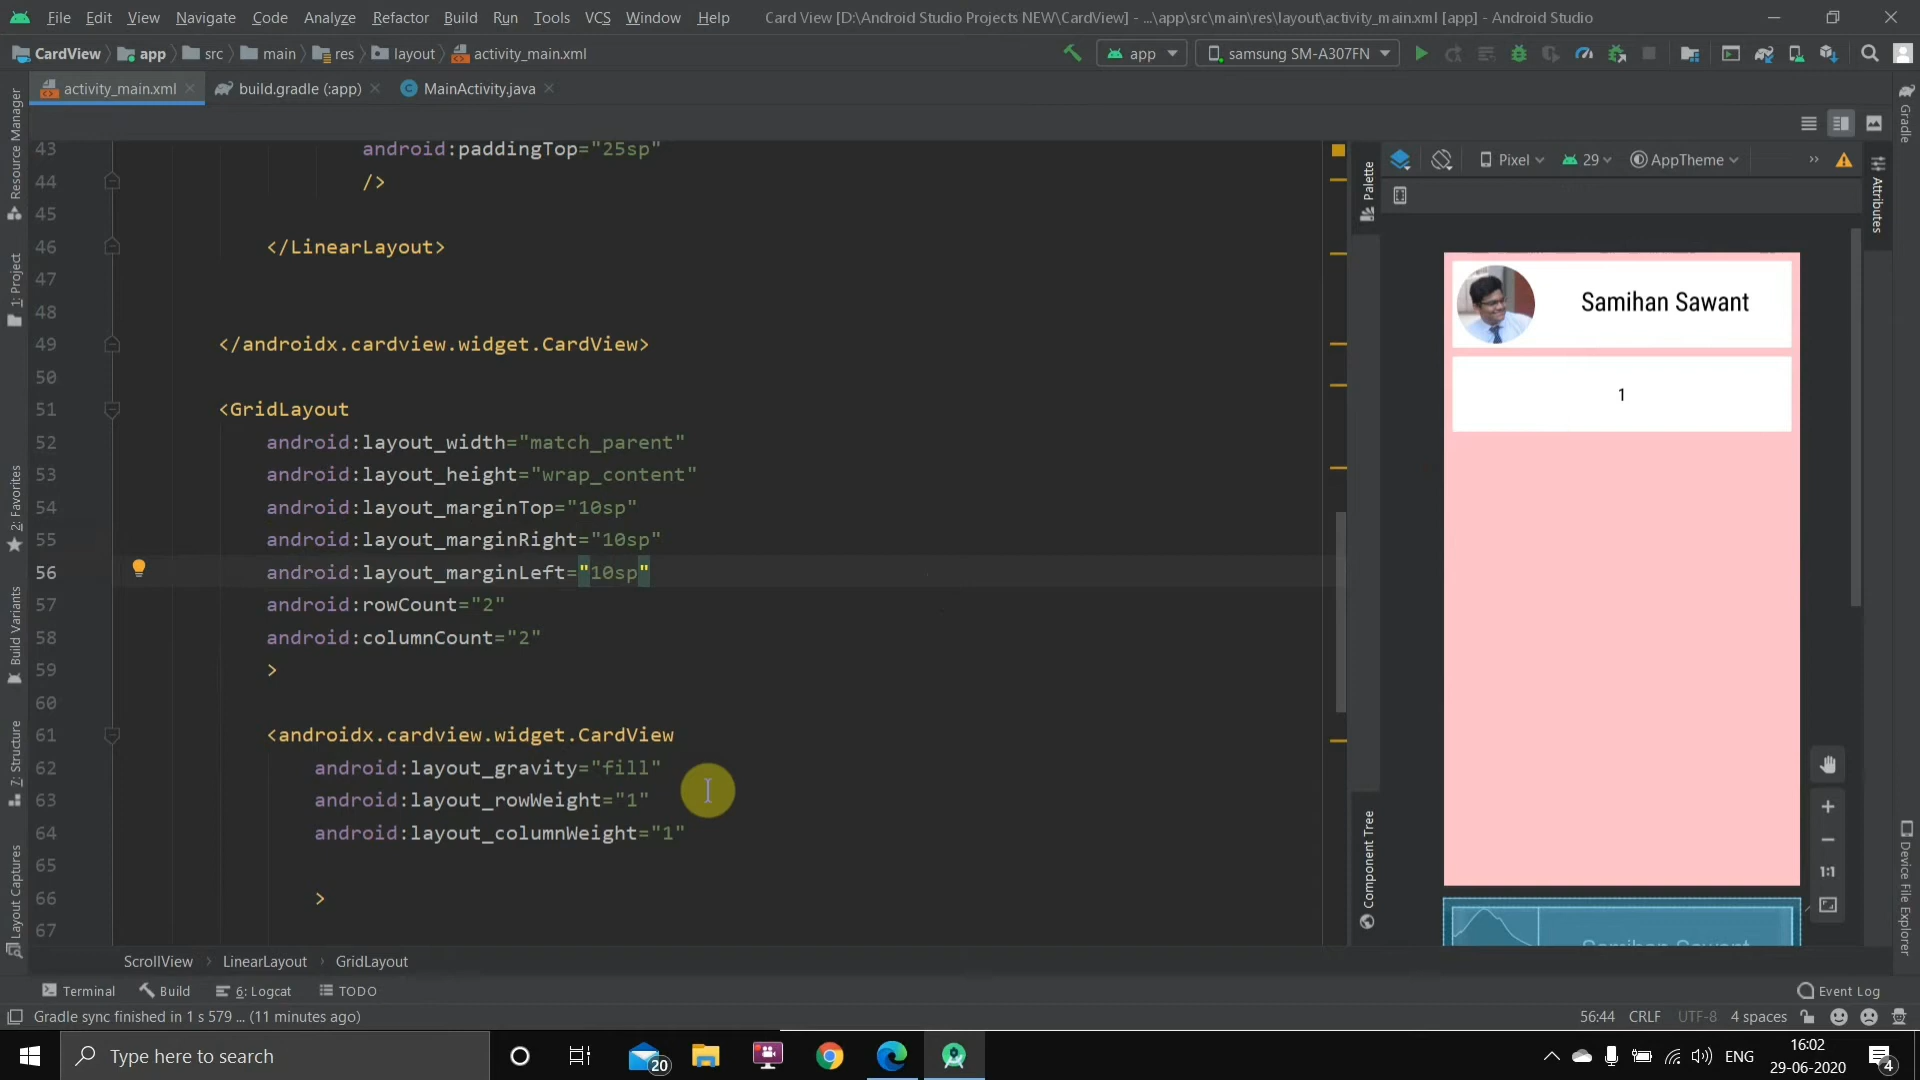 File Edit View Navigate Code Analyze Refactor Build Run Tools VCS Window Help Card View [D:\Android Studio Projects NEW\CardView] - ...\app\src\main\res\layout\activity_main.xml [app] - Android Studio
CardView app src main res layout activity_main.xml app samsung SM-A307FN
activity_main.xml build.gradle (:app) MainActivity.java
43 android:paddingTop="25sp"
44 />
45
46 </LinearLayout>
47
48
49 </androidx.cardview.widget.CardView>
50
51 <GridLayout
52 android:layout_width="match_parent"
53 android:layout_height="wrap_content"
54 android:layout_marginTop="10sp"
55 android:layout_marginRight="10sp"
56 android:layout_marginLeft="10sp"
57 android:rowCount="2"
58 android:columnCount="2"
59 >
60
61 <androidx.cardview.widget.CardView
62 android:layout_gravity="fill"
63 android:layout_rowWeight="1"
64 android:layout_columnWeight="1"
65
66 >
67
Resource Manager
1: Project
2: Favorites
Build Variants
7: Structure
Layout Captures
Palette
Component Tree
Pixel 29 AppTheme »
Samihan Sawant
1
1:1
Gradle
Attributes
Device File Explorer
ScrollView LinearLayout GridLayout
Terminal Build 6: Logcat TODO Event Log
Gradle sync finished in 1 s 579 ... (11 minutes ago) 56:44 CRLF UTF-8 4 spaces
Type here to search 20 ENG 16:02
29-06-2020 4